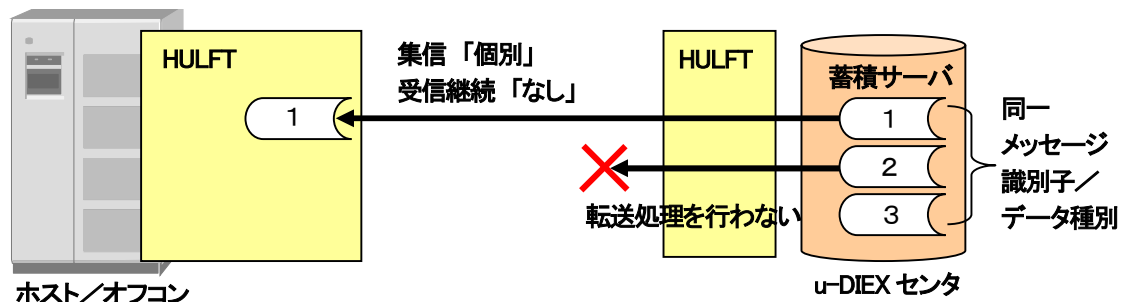 HULFT
集信 「個別」
受信継続 「なし」
HULFT
蓄積サーバ
1
1
2
3
同一
メッセージ
識別子／
データ種別
転送処理を行わない
ホスト／オフコン
u-DIEX センタ